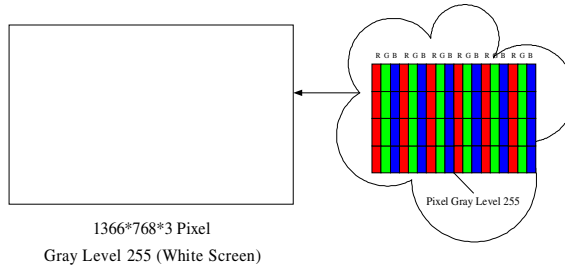 R G B R G B R G B R G B R G B R G B
Pixel Gray Level 255
1366*768*3 Pixel
Gray Level 255 (White Screen)